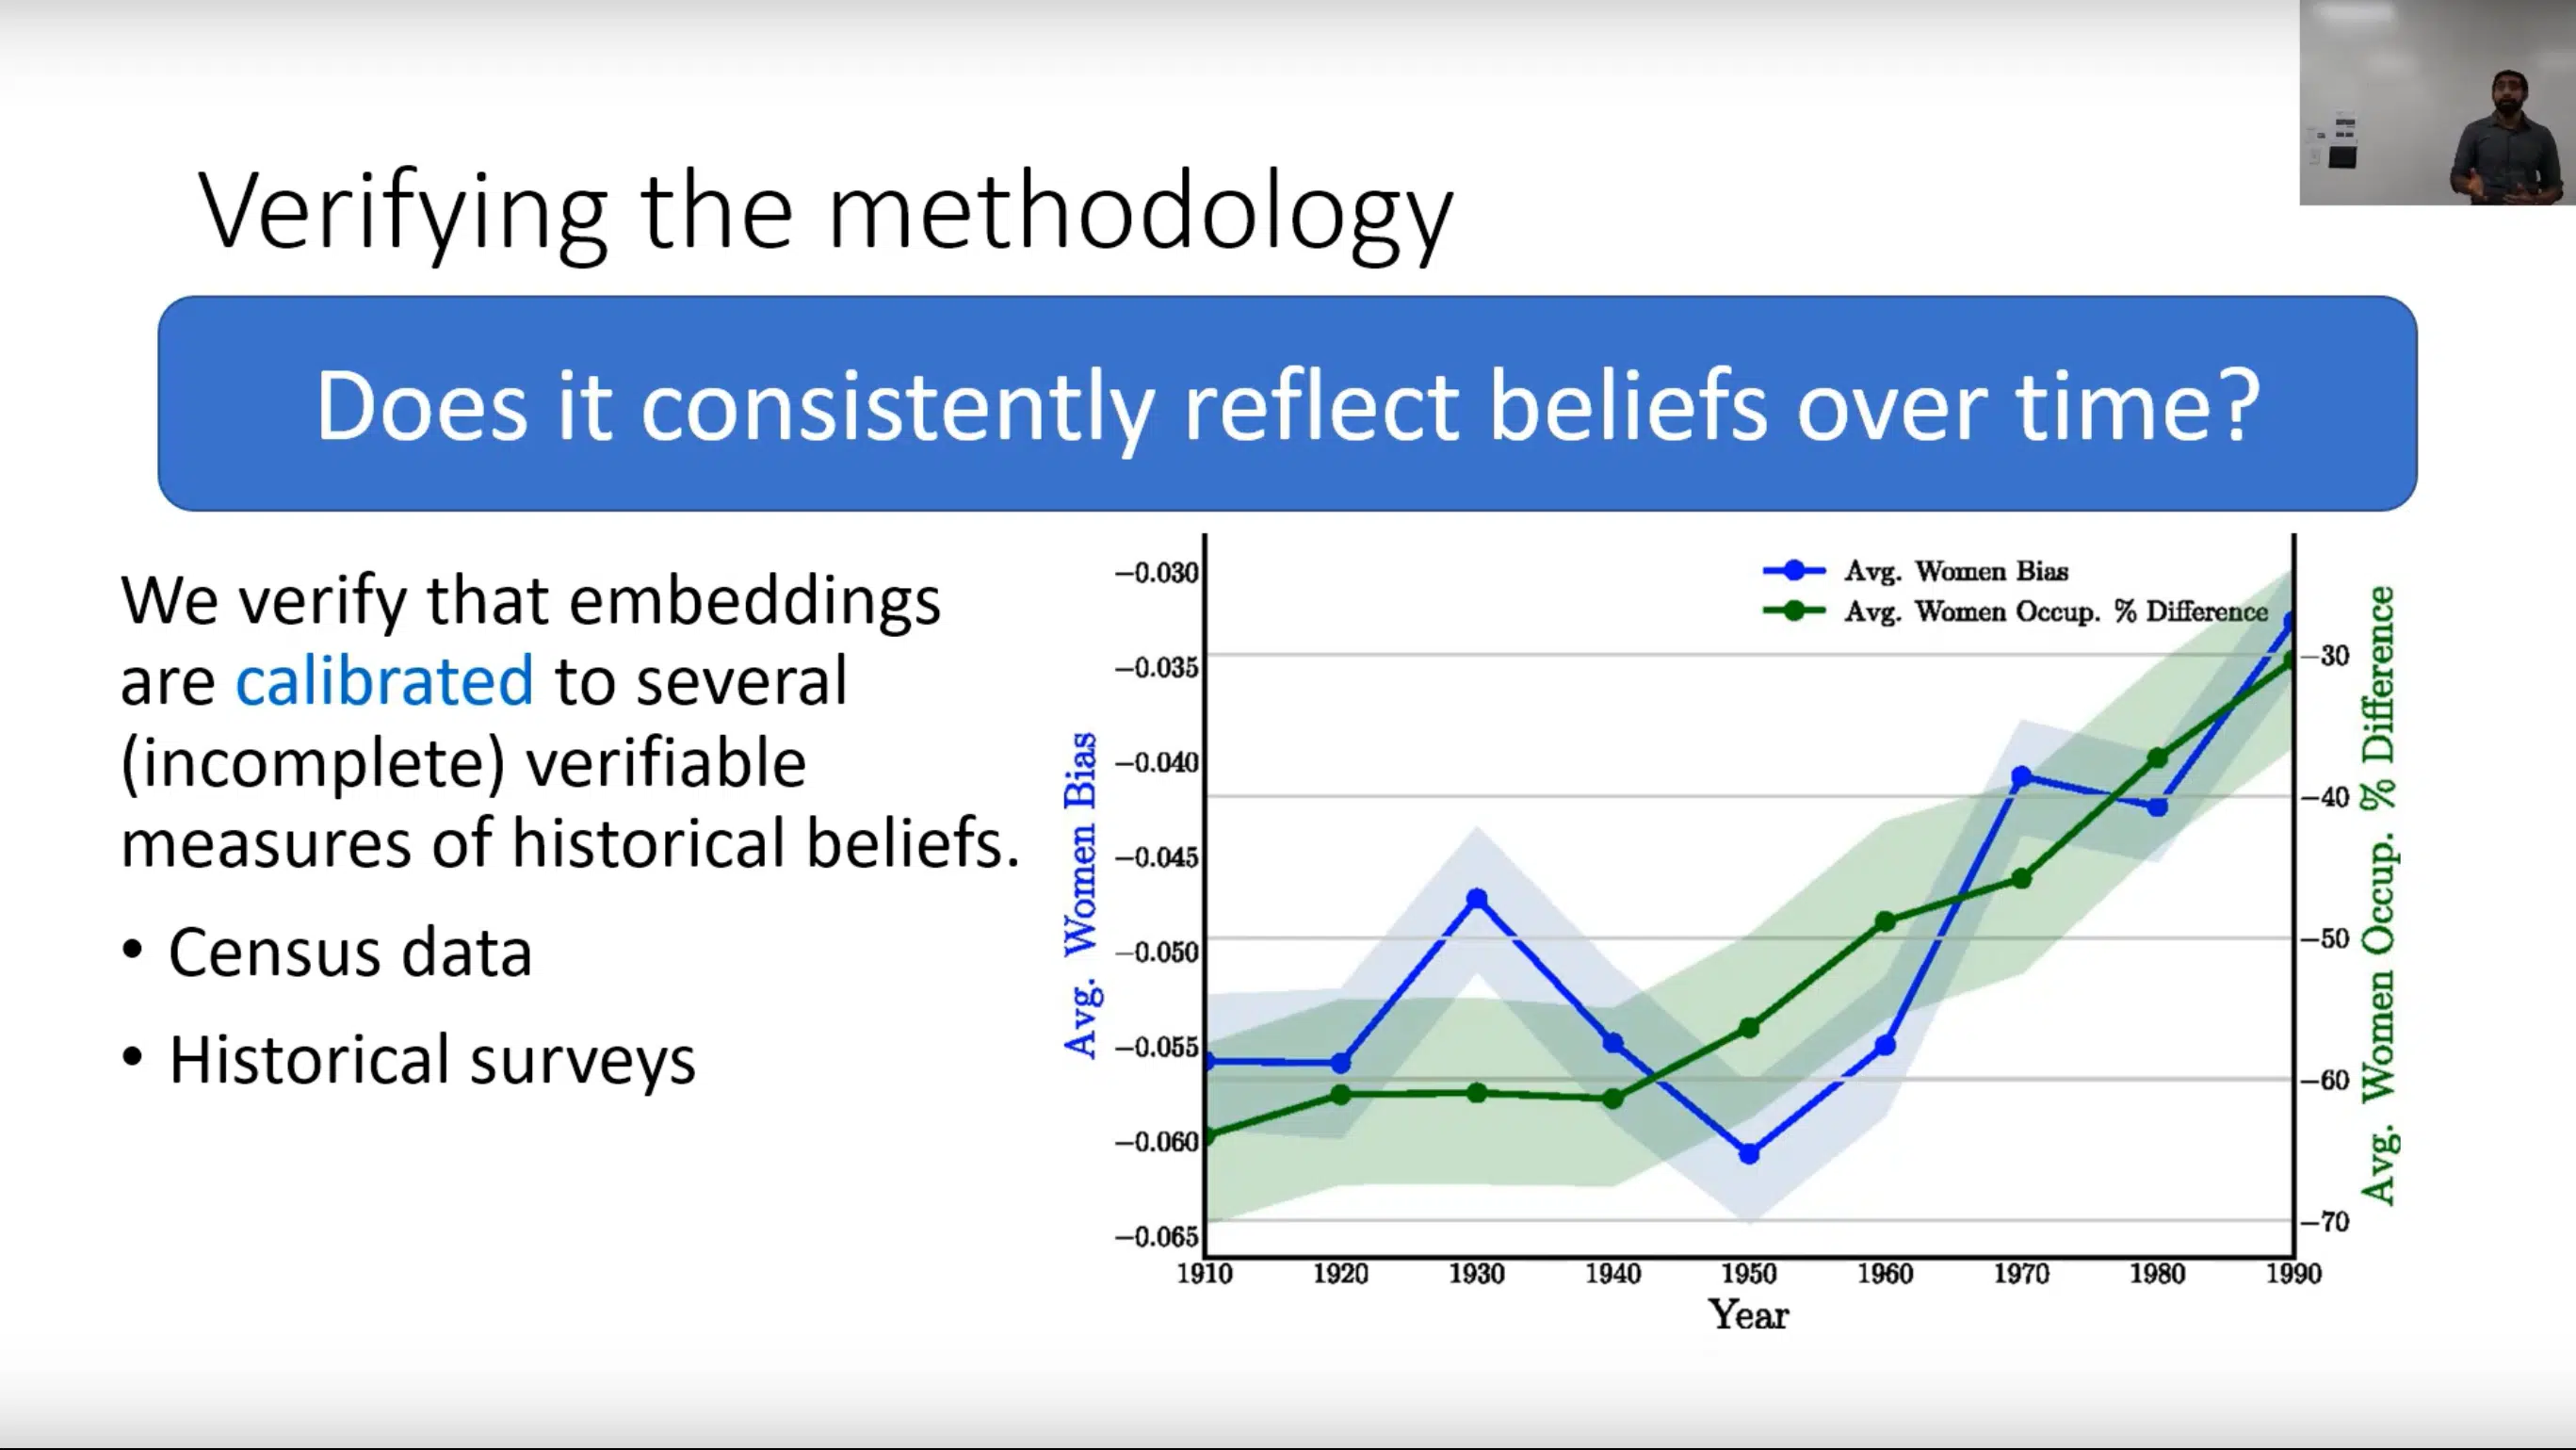 Verifying the methodology
Does it consistently reflect beliefs over time?
We verify that embeddings
are calibrated to several
(incomplete) verifiable
measures of historical beliefs.
• Census data
• Historical surveys
Avg. Women Bias
−0.030
−0.035
−0.040
−0.045
−0.050
−0.055
−0.060
−0.065
Avg. Women Bias
Avg. Women Occup. % Difference
−30
−40
−50
−60
−70
Avg. Women Occup. % Difference
1910 1920 1930 1940 1950 1960 1970 1980 1990
Year